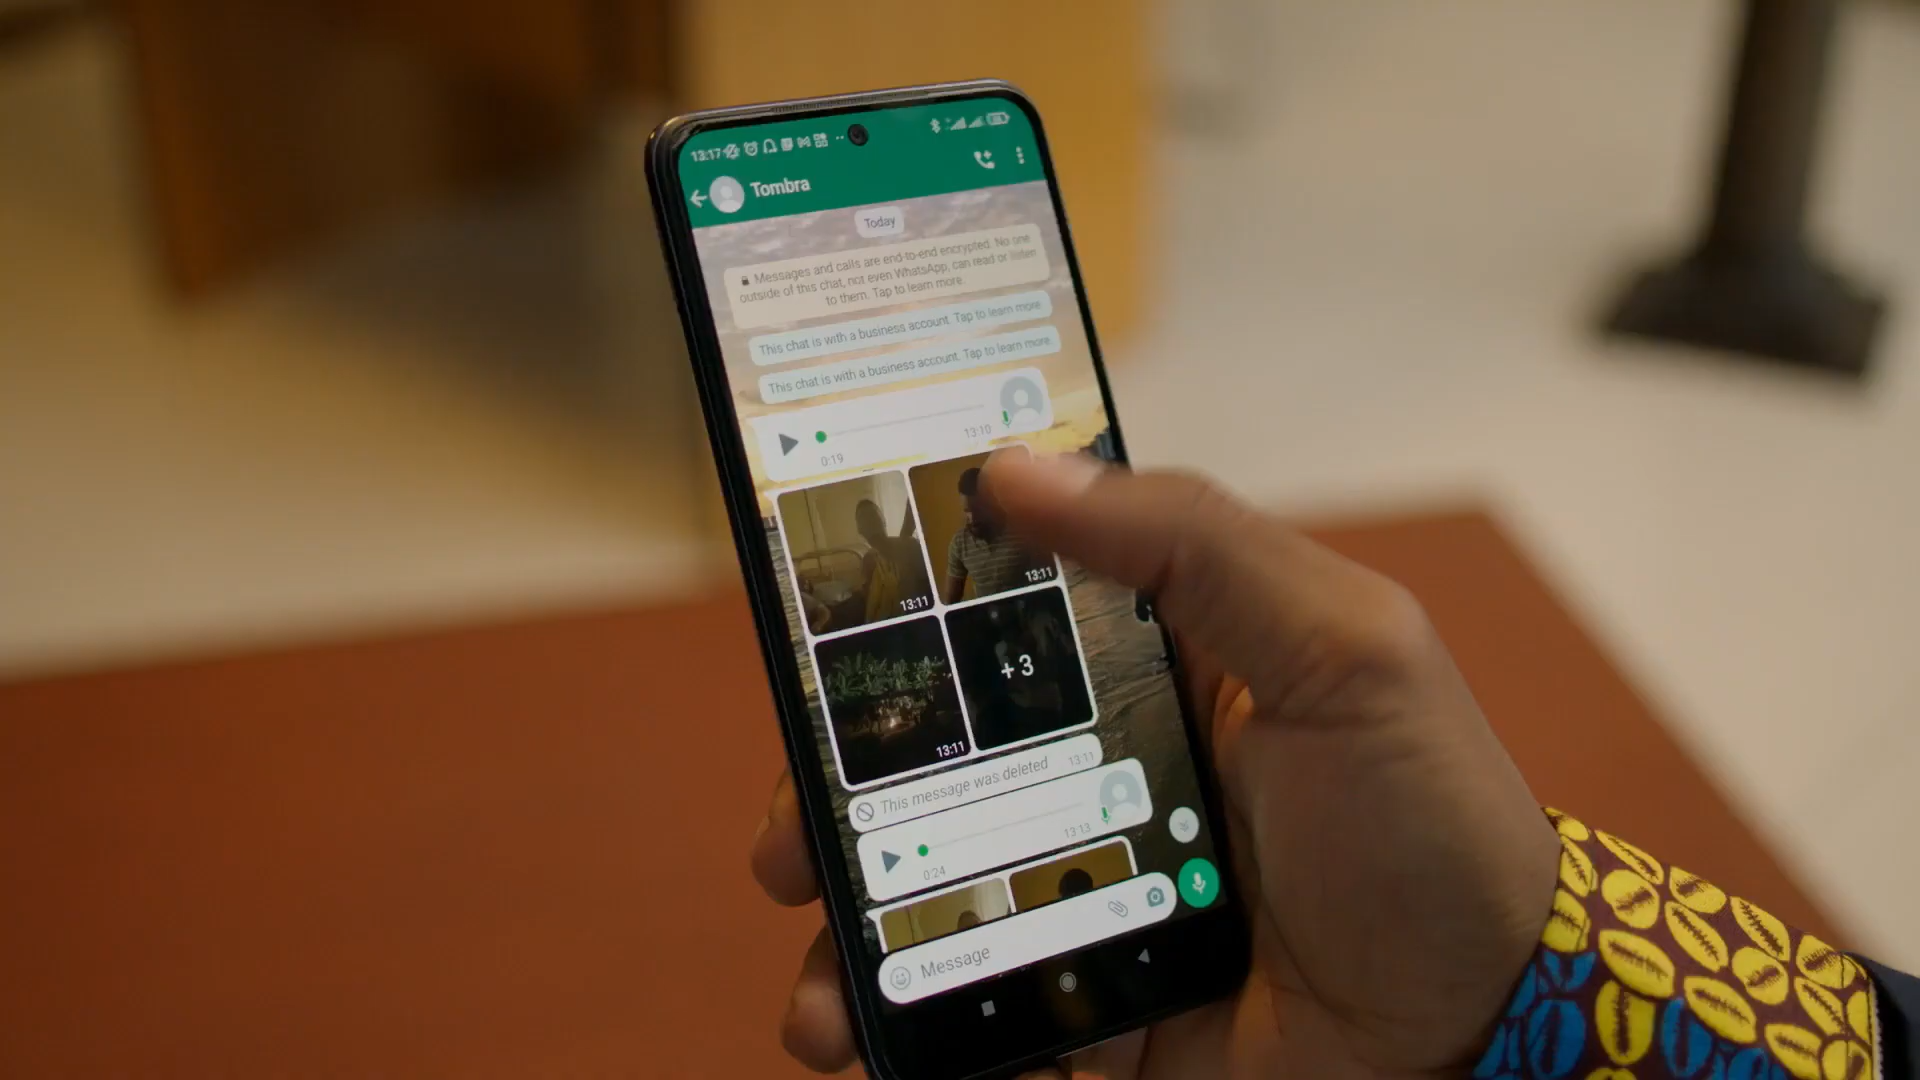 13:17
Tombra
Today
Messages and calls are end-to-end encrypted. No one
outside of this chat, not even WhatsApp, can read or listen
to them. Tap to learn more.
This chat is with a business account. Tap to learn more.
This chat is with a business account. Tap to learn more.
0:19 13:10
13:11 13:11
13:11 +3
This message was deleted 13:11
0:24 13:13
Message